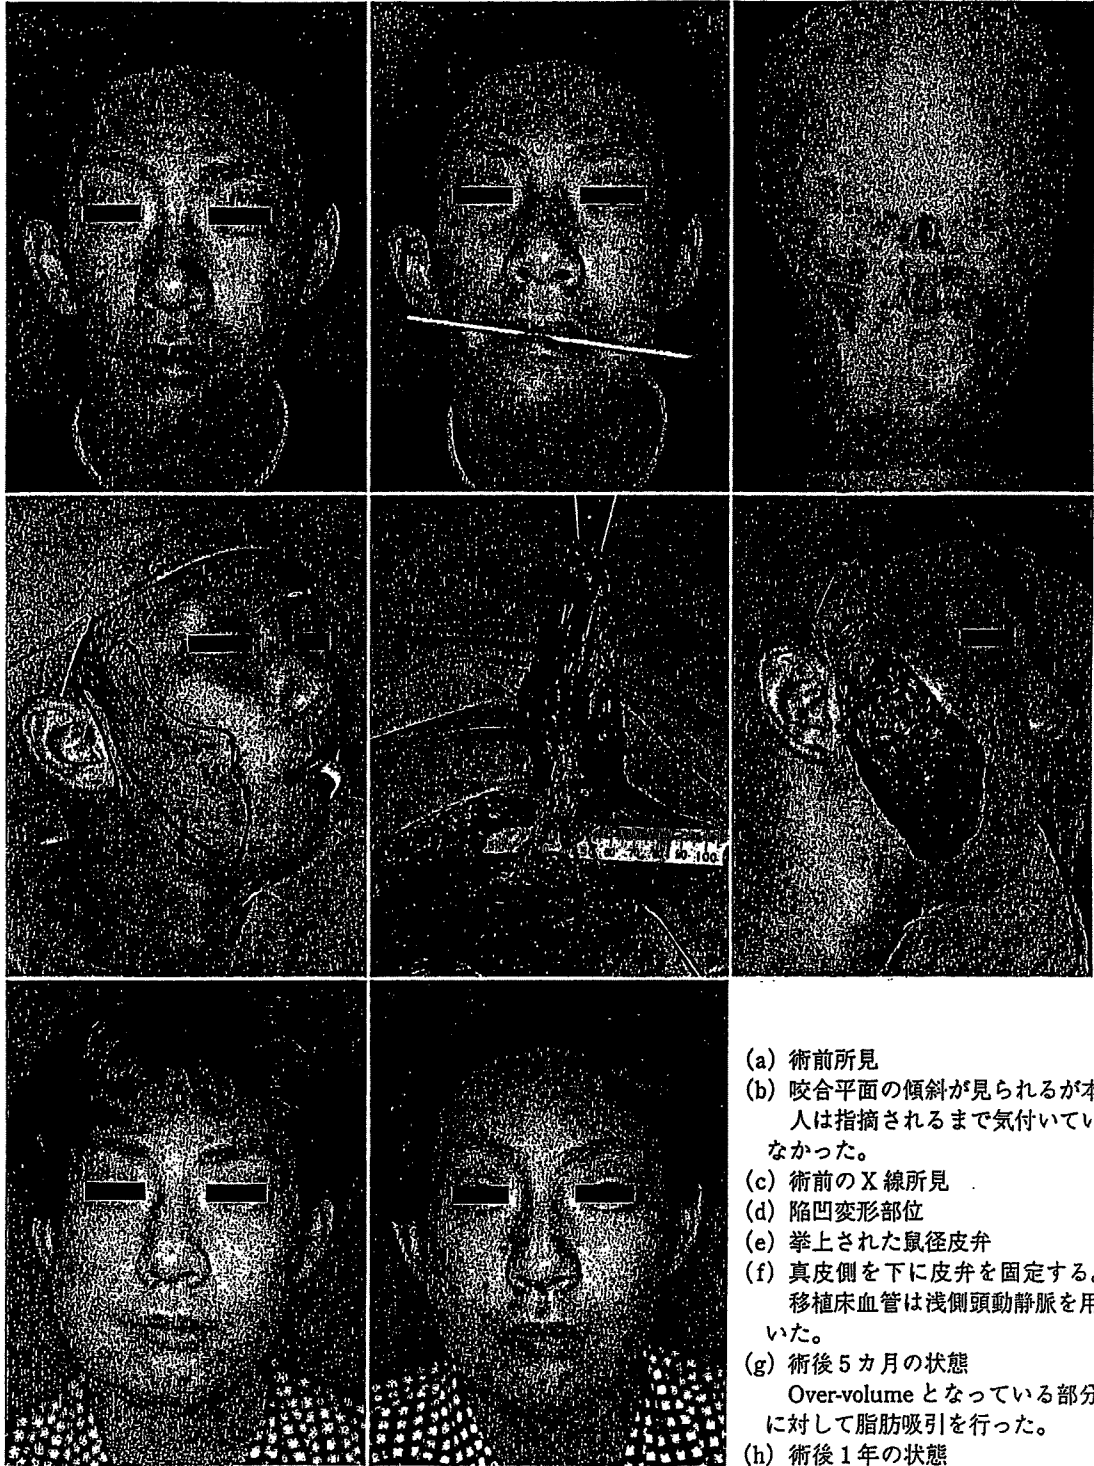 (a) 術前所見
(b) 咬合平面の傾斜が見られるが本
人は指摘されるまで気付いてい
なかった。
(c) 術前のX線所見
(d) 陥凹変形部位
(e) 挙上された鼠径皮弁
(f) 真皮側を下に皮弁を固定する。
移植床血管は浅側頭動静脈を用
いた。
(g) 術後5カ月の状態
Over-volume となっている部分
に対して脂肪吸引を行った。
(h) 術後1年の状態